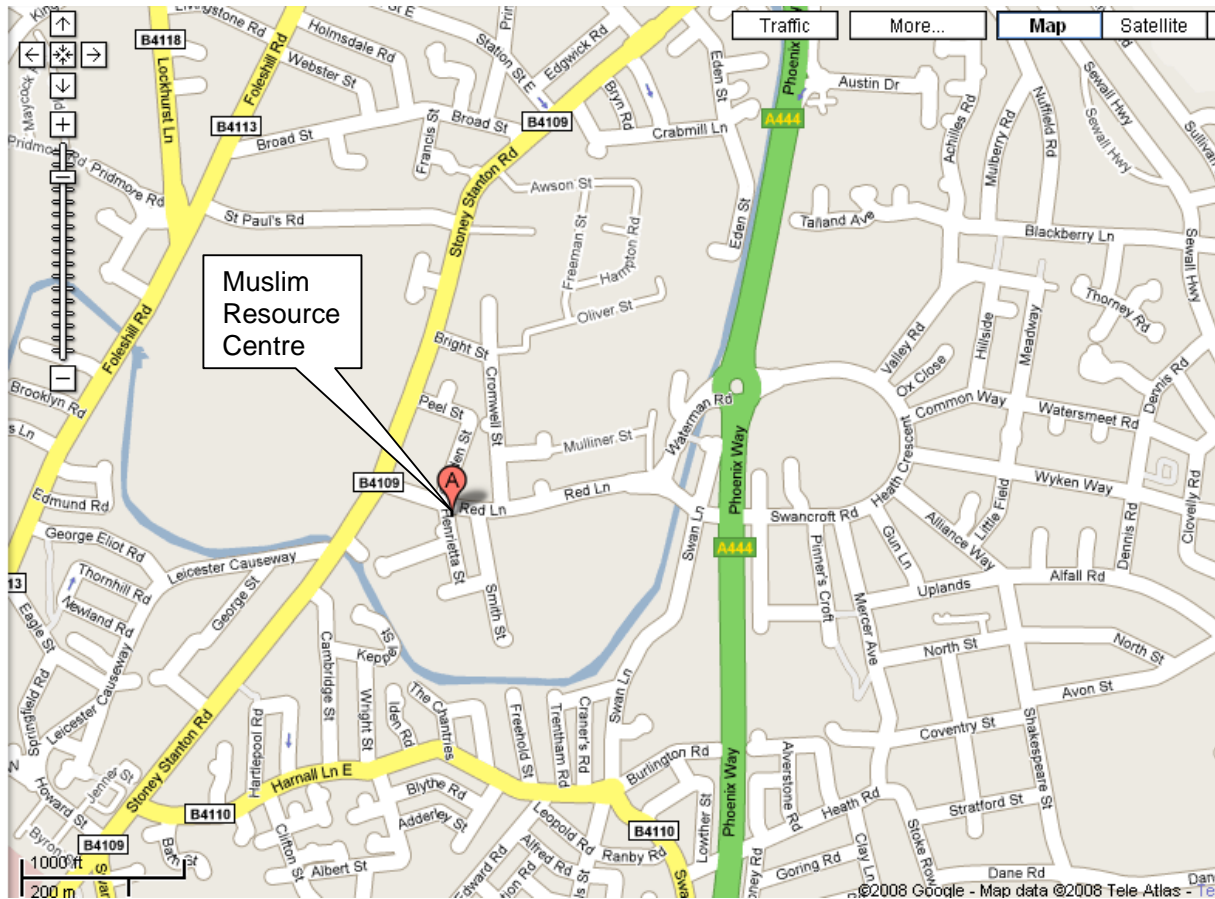 Traffic
More...
Map
Satellite
B4118
Livingstone Rd
Holmsdale Rd
Webster St
Station St E
Edgwick Rd
Bryn Rd
Eden St
Phoenix Way
Austin Dr
Achilles Rd
Mulberry Rd
Nuffield Rd
Sewall Hwy
Sewall Hwy
Lockhurst Ln
Foleshill Rd
B4113
Broad St
Francis St
Broad St
B4109
Crabmill Ln
A444
Pridmore Rd
St Paul's Rd
Stoney Stanton Rd
Awson St
Freeman St
Hampton Rd
Eden St
Blackberry Ln
Sewall Hwy
Muslim
Resource
Centre
Oliver St
Bright St
Cromwell St
Foleshill Rd
Valley Rd
Hillside
Meadway
Thorney Rd
Ox Close
Dennis Rd
Brooklyn Rd
Peel St
Mulliner St
Waterman Rd
Common Way
Watersmeet Rd
Phoenix Way
Heath Crescent
Wyken Way
B4109
A
Red Ln
Red Ln
Edmund Rd
Henrietta St
Swan Ln
Swancroft Rd
Little Field
Alliance Way
Dennis Rd
Clovelly Rd
George Eliot Rd
Leicester Causeway
A444
Gun Ln
Pinner's Croft
Alfall Rd
Uplands
13
Thornhill Rd
Newland Rd
George St
Smith St
Mercer Ave
Eagle St
North St
North St
Cambridge St
Keppel St
Springfield Rd
Leicester Causeway
Wright St
Iden Rd
The Chantries
Freehold St
Trentham Rd
Craner's Rd
Swan Ln
Avon St
Coventry St
Shakespeare St
Stoney Stanton Rd
Hartlepool Rd
Harnall Ln E
Burlington Rd
Phoenix Way
Alverstone Rd
Jenner St
Howard St
Blythe Rd
Heath Rd
Stratford St
B4110
Adderley St
Leopold Rd
B4110
Lowther St
Stoke Row
B4109
Clifton St
Albert St
Alfred Rd
Ranby Rd
Edward Rd
Goring Rd
Clay Ln
Dane Rd
1000 ft
200 m
©2008 Google - Map data ©2008 Tele Atlas -